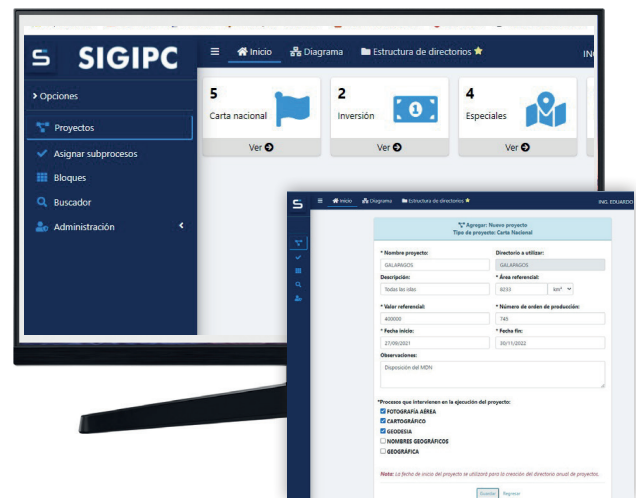 SIGIPC
Inicio
Diagrama
Estructura de directorios
IN
Opciones
Proyectos
Asignar subprocesos
Bloques
Buscador
Administración
5
Carta nacional
Ver
2
Inversión
Ver
4
Especiales
Ver
S
Inicio
Diagrama
Estructura de directorios
ING. EDUARDO
Agregar: Nuevo proyecto
Tipo de proyecto: Carta Nacional
* Nombre proyecto:
Directorio a utilizar:
GALAPAGOS
GALAPAGOS
Descripción:
* Área referencial:
Todas las islas
8233
km²
* Valor referencial:
* Número de orden de producción:
400000
740
* Fecha inicio:
* Fecha fin:
27/09/2021
30/11/2022
Observaciones:
Disposición del MDN
*Procesos que intervienen en la ejecución del proyecto:
FOTOGRAFÍA AÉREA
CARTOGRÁFICO
GEODESIA
NOMBRES GEOGRÁFICOS
GEOGRÁFICA
Nota: La fecha de inicio del proyecto se utilizará para la creación del directorio anual de proyectos.
Guardar
Regresar